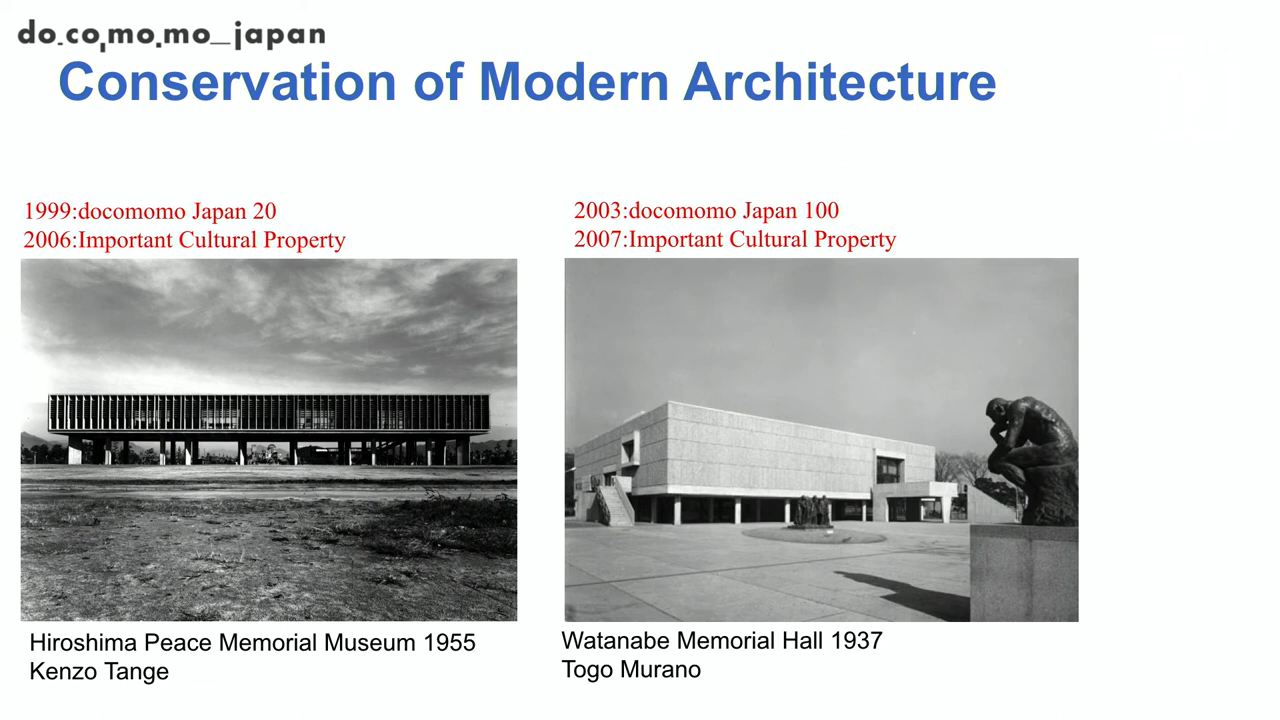 do.co,mo.mo_japan
Conservation of Modern Architecture
1999:docomomo Japan 20
2006:Important Cultural Property
2003:docomomo Japan 100
2007:Important Cultural Property
Hiroshima Peace Memorial Museum 1955
Kenzo Tange
Watanabe Memorial Hall 1937
Togo Murano